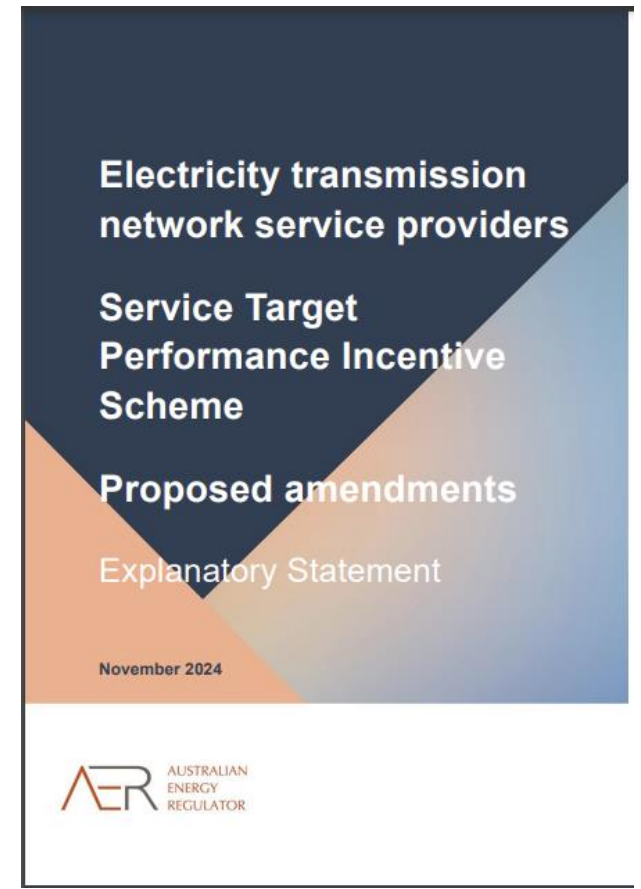 Electricity transmission
network service providers
Service Target
Performance Incentive
Scheme
Proposed amendments
Explanatory Statement
November 2024
AER
AUSTRALIAN
ENERGY
REGULATOR